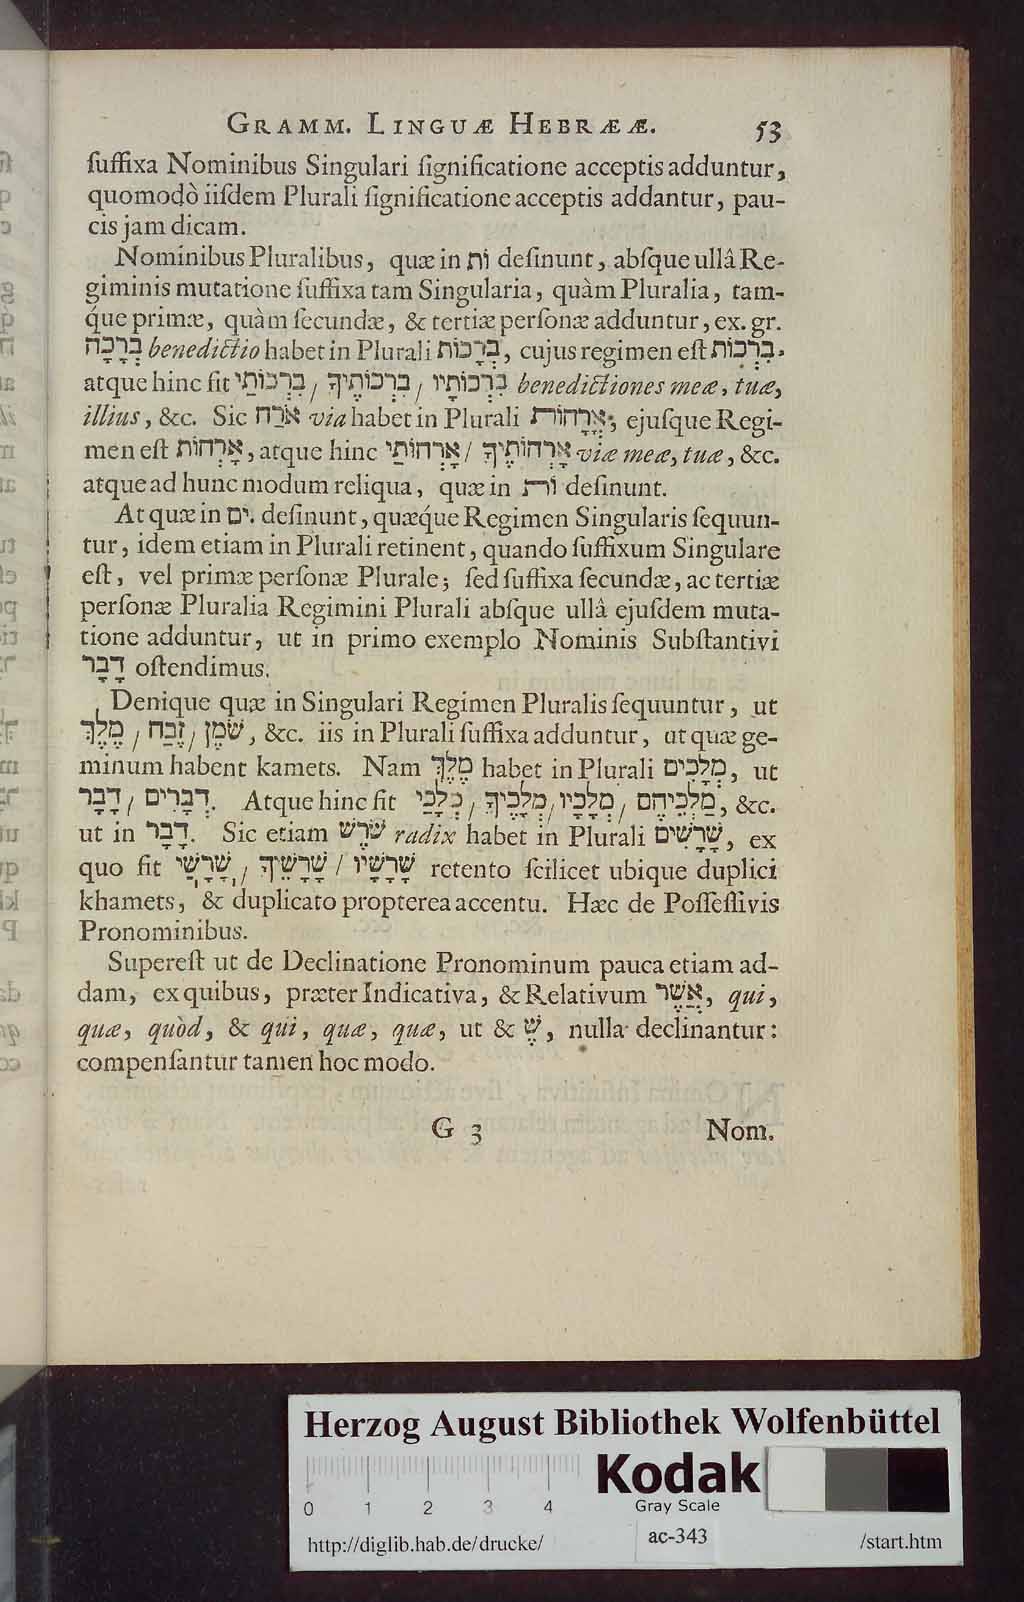 GRAMM. LINGUÆ HEBRÆÆ. 53
ſuffixa Nominibus Singulari ſignificatione acceptis adduntur,
quomodò iiſdem Plurali ſignificatione acceptis addantur, pau-
cis jam dicam.
Nominibus Pluralibus, quæ in וֹת deſinunt, abſque ullâ Re-
giminis mutatione ſuffixa tam Singularia, quàm Pluralia, tam-
q́ue primæ, quàm ſecundæ, & tertiæ perſonæ adduntur, ex. gr.
בְּרָכָה benedictio habet in Plurali בְּרָכוֹת, cujus regimen eſt בִּרְכוֹת.
atque hinc fit בִּרְכוֹתַי / בִּרְכוֹתֶיךָ / בִּרְכוֹתָיו benedictiones meæ, tuæ,
illius, &c. Sic אֹרַח via habet in Plurali אֳרָחוֹת, ejuſque Regi-
men eſt אָרְחוֹת, atque hinc אָרְחוֹתַי / אָרְחוֹתֶיךָ viæ meæ, tuæ, &c.
atque ad hunc modum reliqua, quæ in וֹת deſinunt.
At quæ in ִים deſinunt, quæq́ue Regimen Singularis ſequun-
tur, idem etiam in Plurali retinent, quando ſuffixum Singulare
eſt, vel primæ perſonæ Plurale; ſed ſuffixa ſecundæ, ac tertiæ
perſonæ Pluralia Regimini Plurali abſque ullâ ejuſdem muta-
tione adduntur, ut in primo exemplo Nominis Subſtantivi
דָּבָר oſtendimus.
Denique quæ in Singulari Regimen Pluralis ſequuntur, ut
מֶלֶךְ / זֶבַח / שֹׁמֶן, &c. iis in Plurali ſuffixa adduntur, ut quæ ge-
minum habent kamets. Nam מֶלֶךְ habet in Plurali מְלָכִים, ut
דָּבָר / דְּבָרִים. Atque hinc fit מְלָכַי / מְלָכֶיךָ / מְלָכָיו / מַלְכֵיהֶם, &c.
ut in דָּבָר. Sic etiam שֹׁרֶשׁ radix habet in Plurali שָׁרָשִׁים, ex
quo fit שָׁרָשַׁי / שָׁרָשֶׁיךָ / שָׁרָשָׁיו retento ſcilicet ubique duplici
khamets, & duplicato propterea accentu. Hæc de Poſſeſſivis
Pronominibus.
Supereſt ut de Declinatione Pronominum pauca etiam ad-
dam, ex quibus, præter Indicativa, & Relativum אֲשֶׁר, qui,
quæ, quòd, & qui, quæ, quæ, ut & שֶׁ, nulla declinantur:
compenſantur tamen hoc modo.
G 3 Nom.
Herzog August Bibliothek Wolfenbüttel
Kodak
Gray Scale
0 1 2 3 4
http://diglib.hab.de/drucke/ ac-343 /start.htm